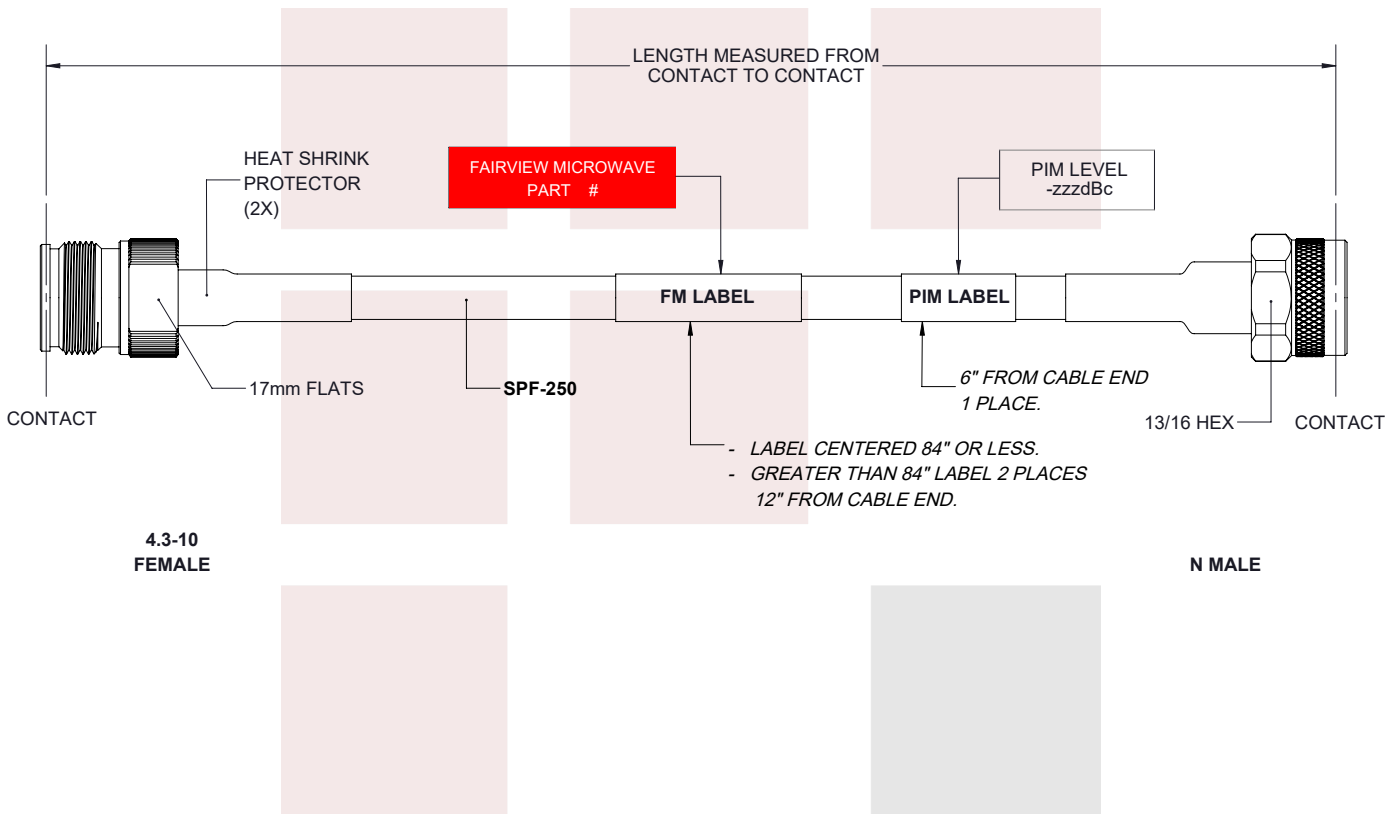 LENGTH MEASURED FROM
CONTACT TO CONTACT
HEAT SHRINK
PROTECTOR
(2X)
FAIRVIEW MICROWAVE
PART #
PIM LEVEL
-zzzdBc
FM LABEL
PIM LABEL
17mm FLATS
SPF-250
6" FROM CABLE END
1 PLACE.
CONTACT
13/16 HEX
CONTACT
- LABEL CENTERED 84" OR LESS.
- GREATER THAN 84" LABEL 2 PLACES
12" FROM CABLE END.
4.3-10
FEMALE
N MALE